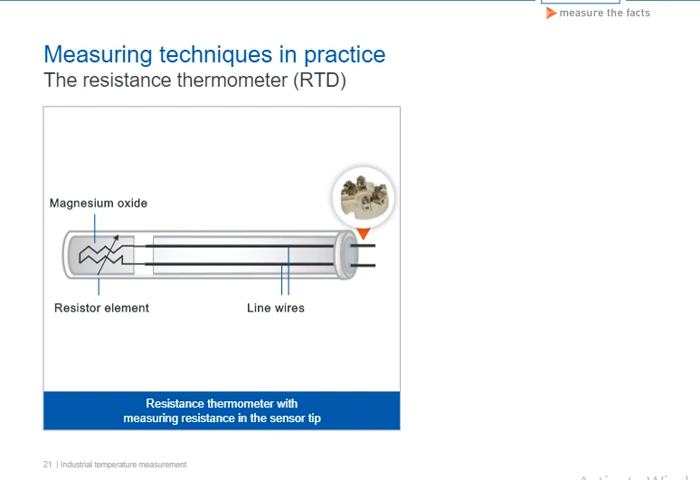 measure the facts
Measuring techniques in practice
The resistance thermometer (RTD)
Magnesium oxide
Resistor element
Line wires
Resistance thermometer with
measuring resistance in the sensor tip
21 | Industrial temperature measurement